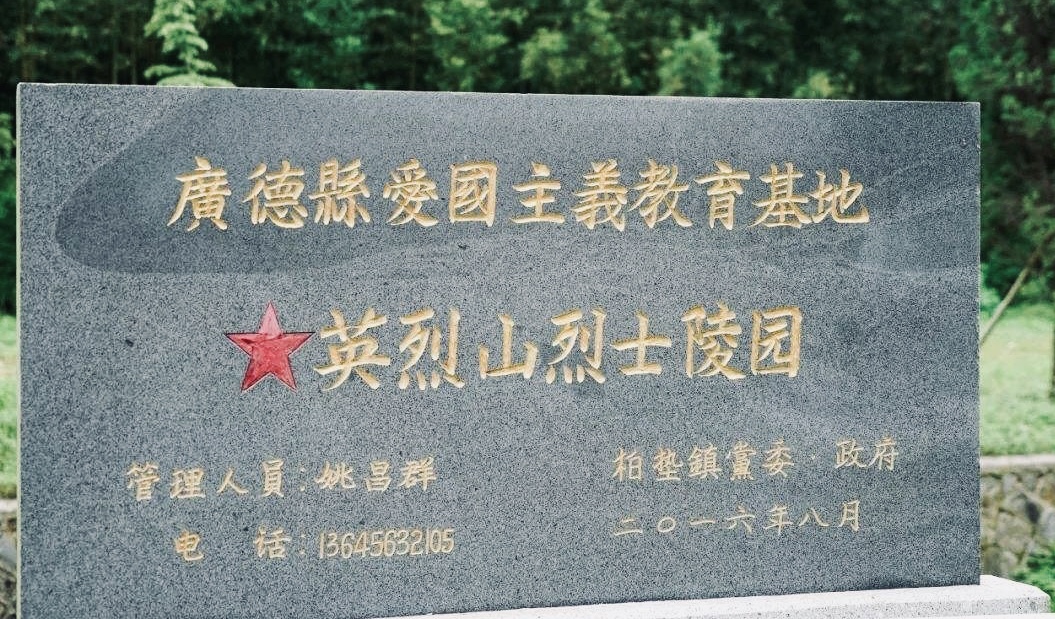 廣德縣愛國主義教育基地
英烈山烈士陵园
管理人員:姚昌群
电 话:13645632105
柏墊鎮黨委·政府
二〇一六年八月